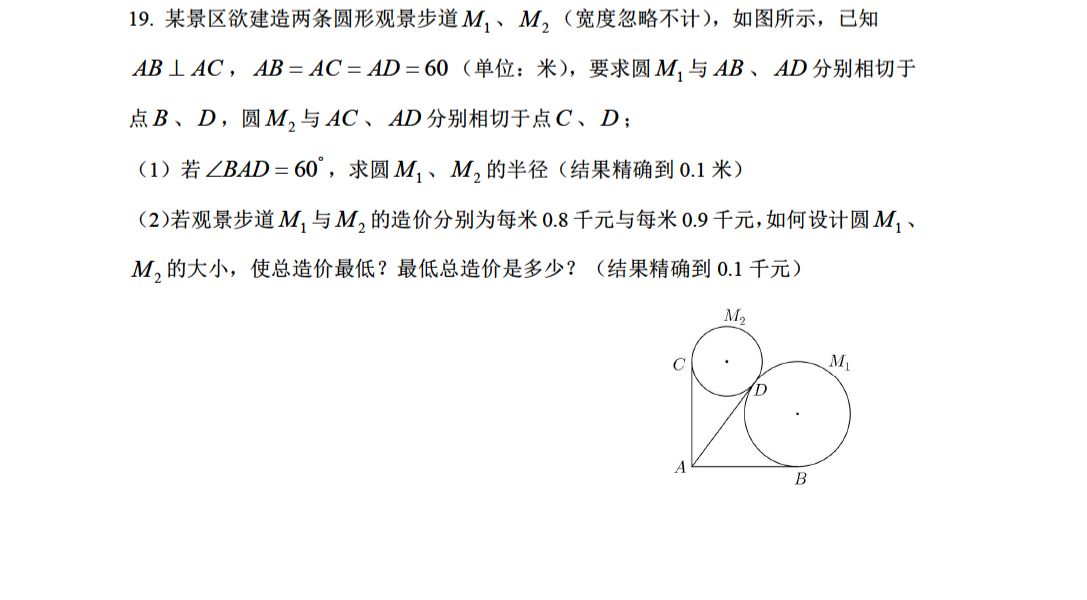 19. 某景区欲建造两条圆形观景步道 M₁、M₂（宽度忽略不计），如图所示，已知
AB ⊥ AC， AB = AC = AD = 60（单位：米），要求圆 M₁ 与 AB、AD 分别相切于
点 B、D，圆 M₂ 与 AC、AD 分别相切于点 C、D；
（1）若 ∠BAD = 60°，求圆 M₁、M₂ 的半径（结果精确到 0.1 米）
（2)若观景步道 M₁ 与 M₂ 的造价分别为每米 0.8 千元与每米 0.9 千元，如何设计圆 M₁、
M₂ 的大小，使总造价最低？最低总造价是多少？（结果精确到 0.1 千元）
M₂
C
M₁
D
A
B